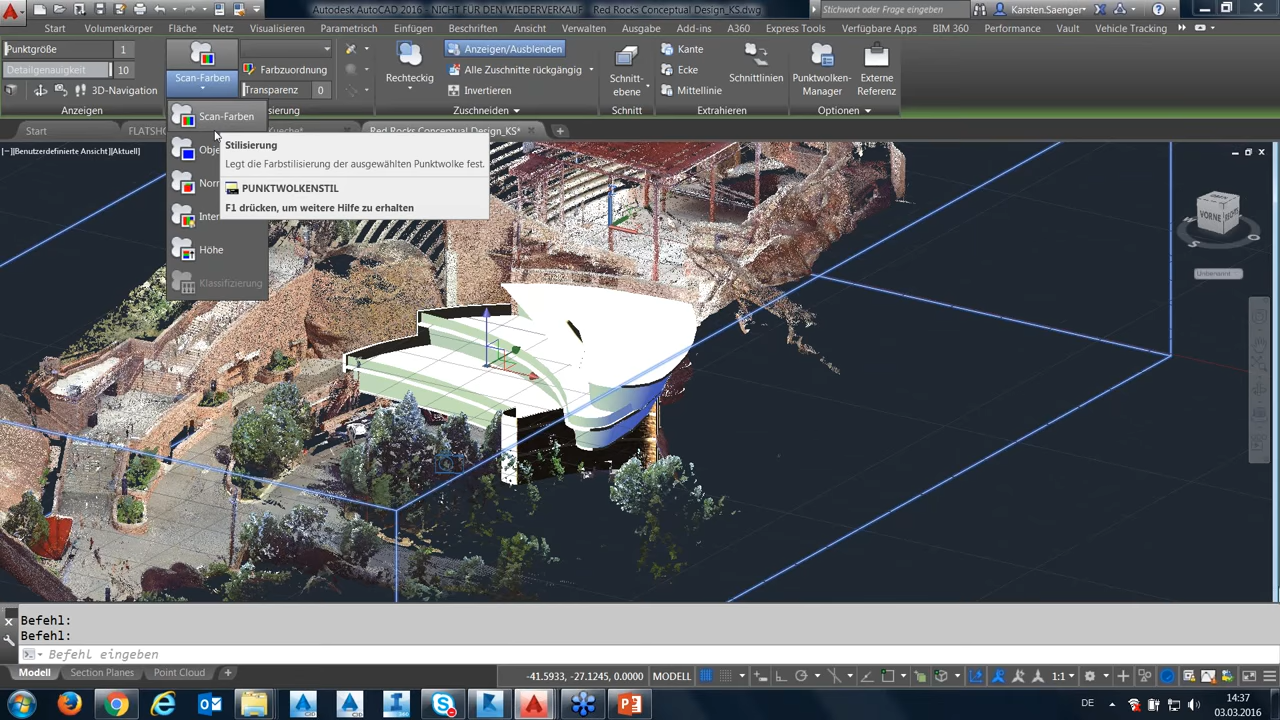 Autodesk AutoCAD 2016 - NICHT FÜR DEN WIEDERVERKAUF - Red Rocks Conceptual Design_KS.dwg
Stichwort oder Frage eingeben
Karsten.Saenger
Start Volumenkörper Fläche Netz Visualisieren Parametrie Einfügen Beschriften Ansicht Verwalten Ausgabe Add-ins A360 Express Tools Verfügbare Apps BIM 360 Performance Vault Vehicle Tracking
Punktgröße 1
Detailgenauigkeit 10
3D-Navigation
Anzeigen
Scan-Farben
Farbzuordnung
Transparenz 0
Rechteckig
Anzeigen/Ausblenden
Alle Zuschnitte rückgängig
Invertieren
Zuschneiden
Schnitt-
ebene
Schnitt
Kante
Ecke
Mittellinie
Schnittlinien
Extrahieren
Punktwolken-
Manager
Externe
Referenz
Optionen
Start
Red Rocks Conceptual Design_KS*
[−][Benutzerdefinierte Ansicht][Aktuell]
Scan-Farben
Höhe
Klassifizierung
Stilisierung
Legt die Farbstilisierung der ausgewählten Punktwolke fest.
PUNKTWOLKENSTIL
F1 drücken, um weitere Hilfe zu erhalten
VORNE
Unbenannt
Befehl:
Befehl:
Befehl eingeben
Modell Section Planes Point Cloud
-41.5933, -27.1245, 0.0000 MODELL 1:1
DE
14:37
03.03.2016